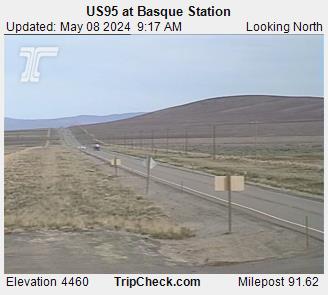 US95 at Basque Station
Updated: May 08 2024 9:17 AM Looking North
Elevation 4460 TripCheck.com Milepost 91.62